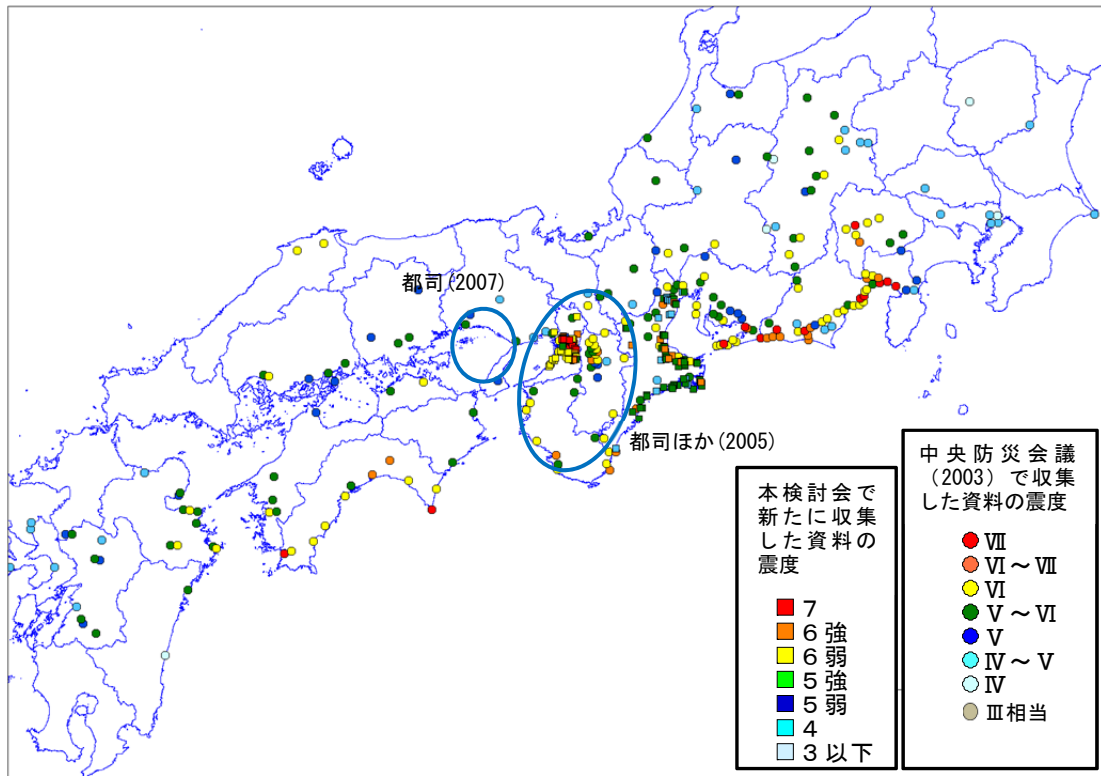 都司(2007)
都司ほか(2005)
本検討会で
新たに収集
した資料の
震度
7
6強
6弱
5強
5弱
4
3以下
中央防災会議
(2003)で収集
した資料の震度
Ⅶ
Ⅵ～Ⅶ
Ⅵ
Ⅴ～Ⅵ
Ⅴ
Ⅳ～Ⅴ
Ⅳ
Ⅲ相当